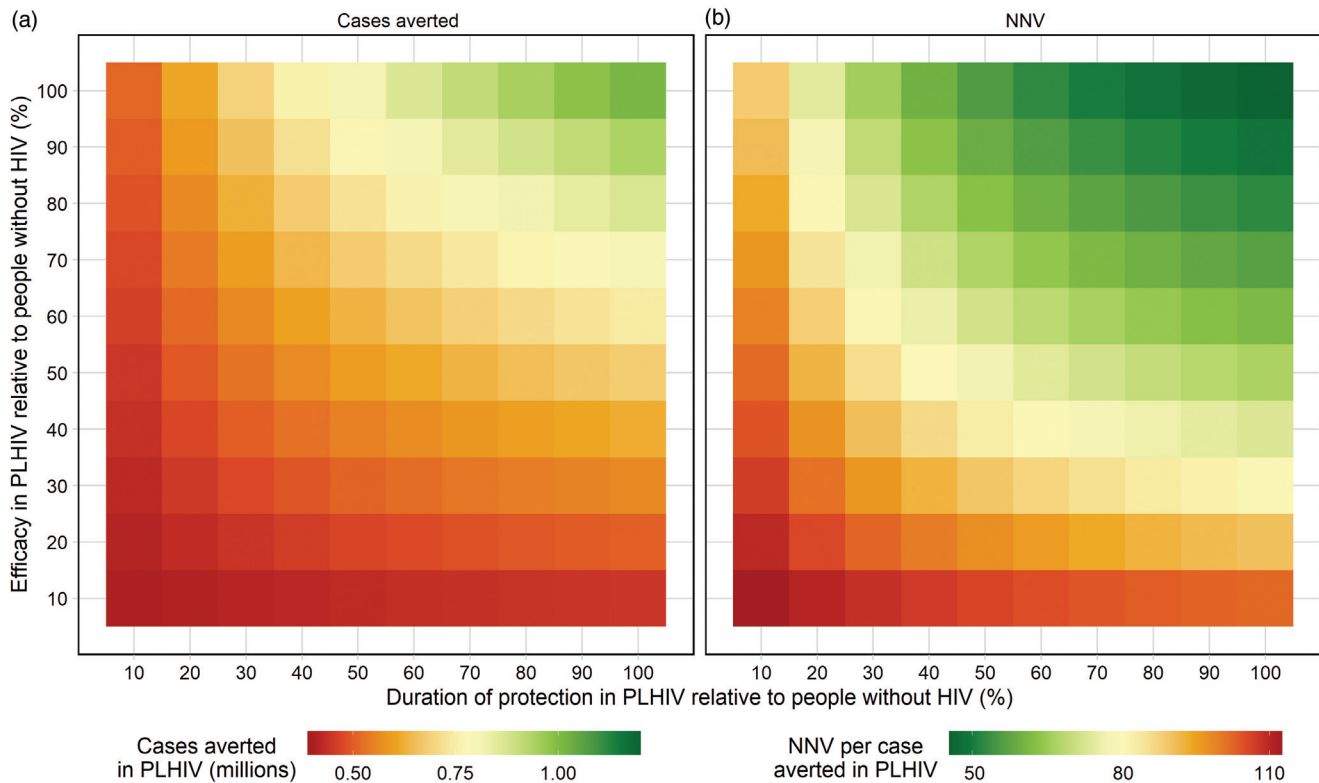 (a)
Cases averted
(b)
NNV
Efficacy in PLHIV relative to people without HIV (%)
100
90
80
70
60
50
40
30
20
10
10 20 30 40 50 60 70 80 90 100
10 20 30 40 50 60 70 80 90 100
Duration of protection in PLHIV relative to people without HIV (%)
Cases averted
in PLHIV (millions)
0.50 0.75 1.00
NNV per case
averted in PLHIV
50 80 110